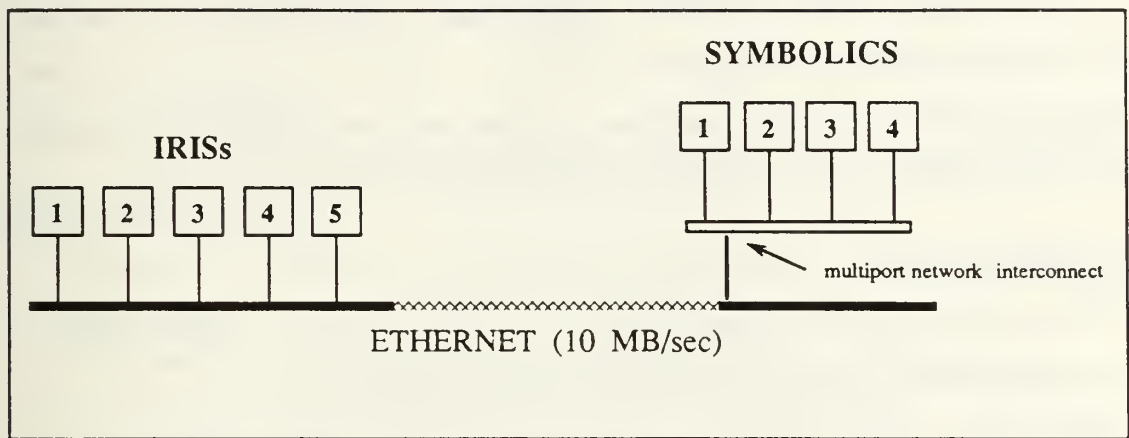 SYMBOLICS
1 2 3 4
IRISs
1 2 3 4 5
multiport network interconnect
ETHERNET (10 MB/sec)